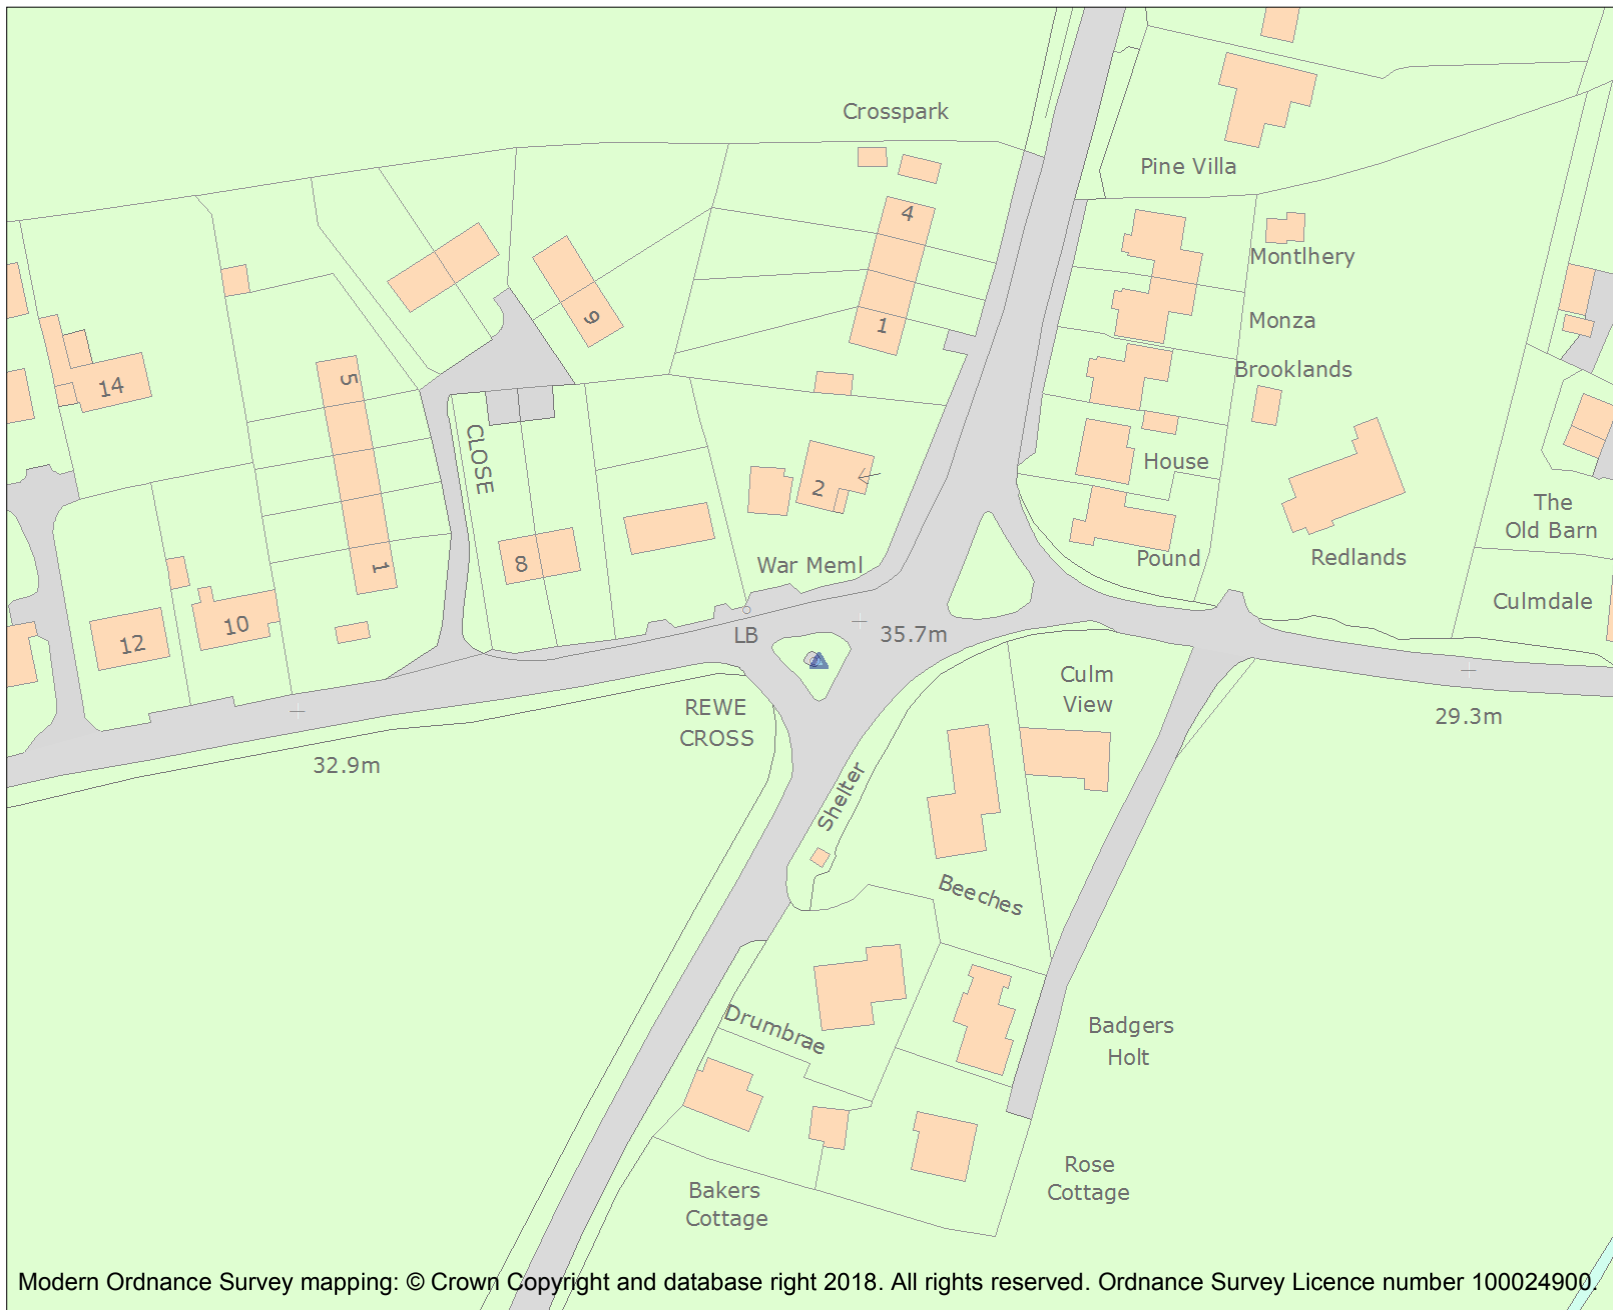 Crosspark
Pine Villa
4
Montlhery
1
Monza
9
Brooklands
5
14
CLOSE
House
2
The
Old Barn
Pound
Redlands
War Meml
8
1
Culmdale
10
12
LB
35.7m
Culm
View
REWE
CROSS
29.3m
32.9m
Shelter
Beeches
Drumbrae
Badgers
Holt
Rose
Cottage
Bakers
Cottage
Modern Ordnance Survey mapping: © Crown Copyright and database right 2018. All rights reserved. Ordnance Survey Licence number 100024900.